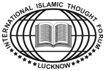 INTERNATIONAL ISLAMIC THOUGHT FORUM
LUCKNOW